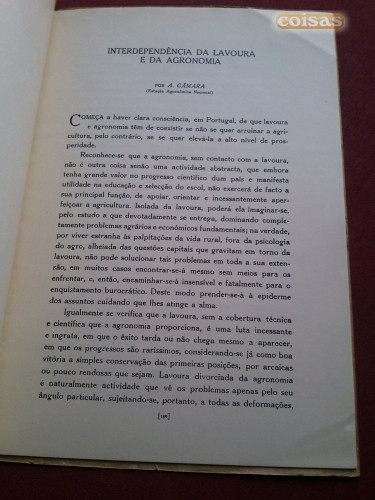 coisas
INTERDEPENDÊNCIA DA LAVOURA
E DA AGRONOMIA
POR A. CÂMARA
(Estação Agronómica Nacional)
COMEÇA a haver clara consciência, em Portugal, de que lavoura
e agronomia têm de coexistir se não se quer arruinar a agri-
cultura, pelo contrário, se se quer elevá-la a alto nível de pros-
peridade.
Reconhece-se que a agronomia, sem contacto com a lavoura,
não é outra coisa senão uma actividade abstracta, que embora
tenha grande valor no progresso científico dum país e manifesta
utilidade na educação e selecção do escol, não exercerá de facto a
sua principal função, de apoiar, orientar e incessantemente aper-
feiçoar a agricultura. Isolada da lavoura, poderá ela imaginar-se,
pelo estudo a que devotadamente se entrega, dominando comple-
tamente problemas agrários e económicos fundamentais; na verdade,
por viver estranha às palpitações da vida rural, fora da psicologia
do agro, alheada das questões capitais que gravitam em torno da
lavoura, não pode solucionar tais problemas em toda a sua exten-
são, em muitos casos encontrar-se-à mesmo sem meios para os
enfrentar, e, então, encaminhar-se-à insensível e fatalmente para o
enquistamento burocrático. Deste modo prender-se-à à epiderme
dos assuntos cuidando que lhes atinge a alma.
Igualmente se verifica que a lavoura, sem a cobertura técnica
e científica que a agronomia proporciona, é uma luta incessante
e ingrata, em que o êxito tarda ou não chega mesmo a aparecer,
em que os progressos são raríssimos, considerando-se já como boa
vitória a simples conservação das primeiras posições, por arcaicas
ou pouco rendosas que sejam. Lavoura divorciada da agronomia
é naturalmente actividade que vê os problemas apenas pelo seu
ângulo particular, sujeitando-se, portanto, a todas as deformações,